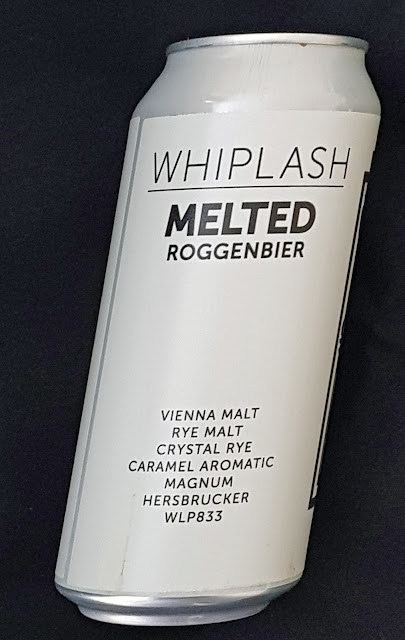 WHIPLASH
MELTED
ROGGENBIER
VIENNA MALT
RYE MALT
CRYSTAL RYE
CARAMEL AROMATIC
MAGNUM
HERSBRUCKER
WLP833